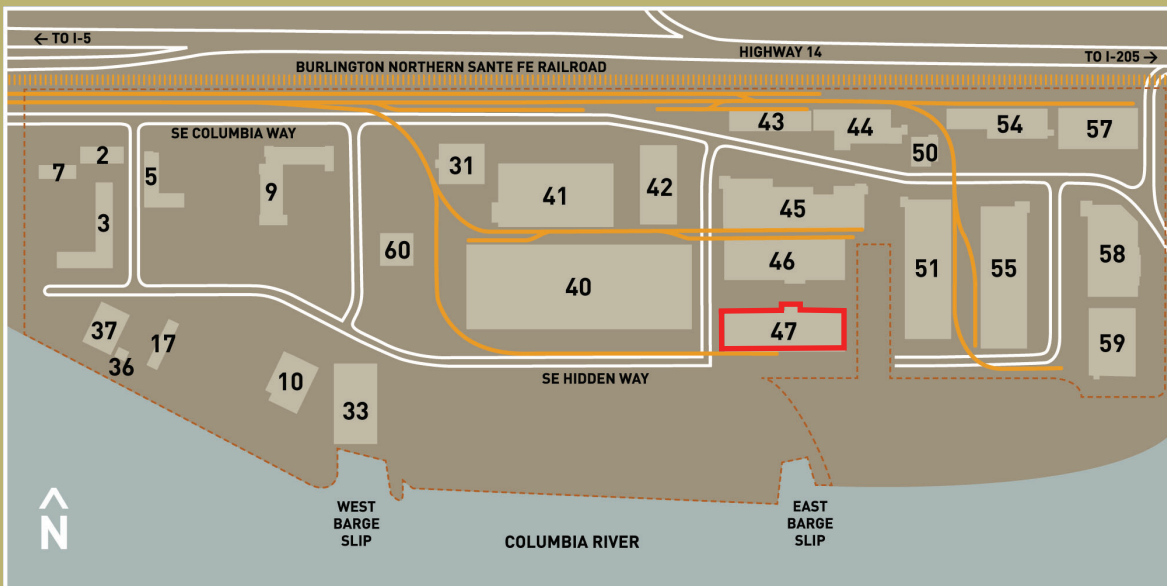 ← TO I-5
HIGHWAY 14
TO I-205 →
BURLINGTON NORTHERN SANTE FE RAILROAD
SE COLUMBIA WAY
43
44
54
57
50
2
7
5
31
9
41
42
45
3
60
46
40
51
55
58
47
37
17
36
59
SE HIDDEN WAY
10
33
N
WEST
BARGE
SLIP
EAST
BARGE
SLIP
COLUMBIA RIVER